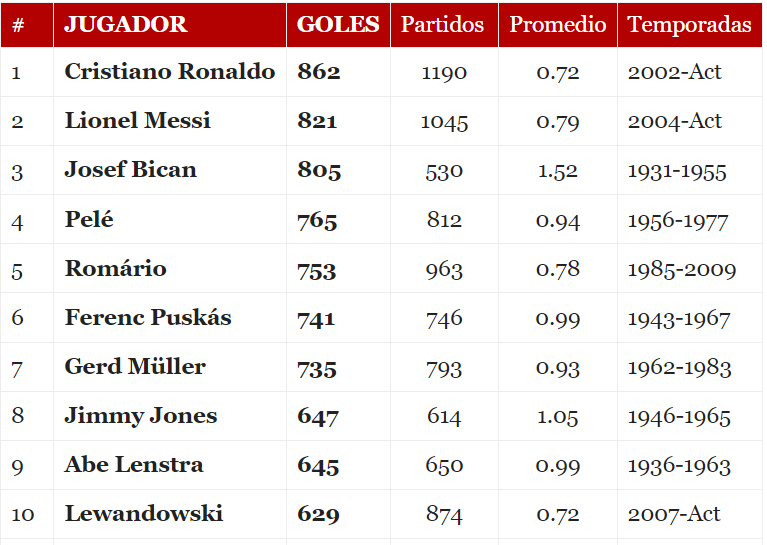 # JUGADOR GOLES Partidos Promedio Temporadas
1 Cristiano Ronaldo 862 1190 0.72 2002-Act
2 Lionel Messi 821 1045 0.79 2004-Act
3 Josef Bican 805 530 1.52 1931-1955
4 Pelé 765 812 0.94 1956-1977
5 Romário 753 963 0.78 1985-2009
6 Ferenc Puskás 741 746 0.99 1943-1967
7 Gerd Müller 735 793 0.93 1962-1983
8 Jimmy Jones 647 614 1.05 1946-1965
9 Abe Lenstra 645 650 0.99 1936-1963
10 Lewandowski 629 874 0.72 2007-Act